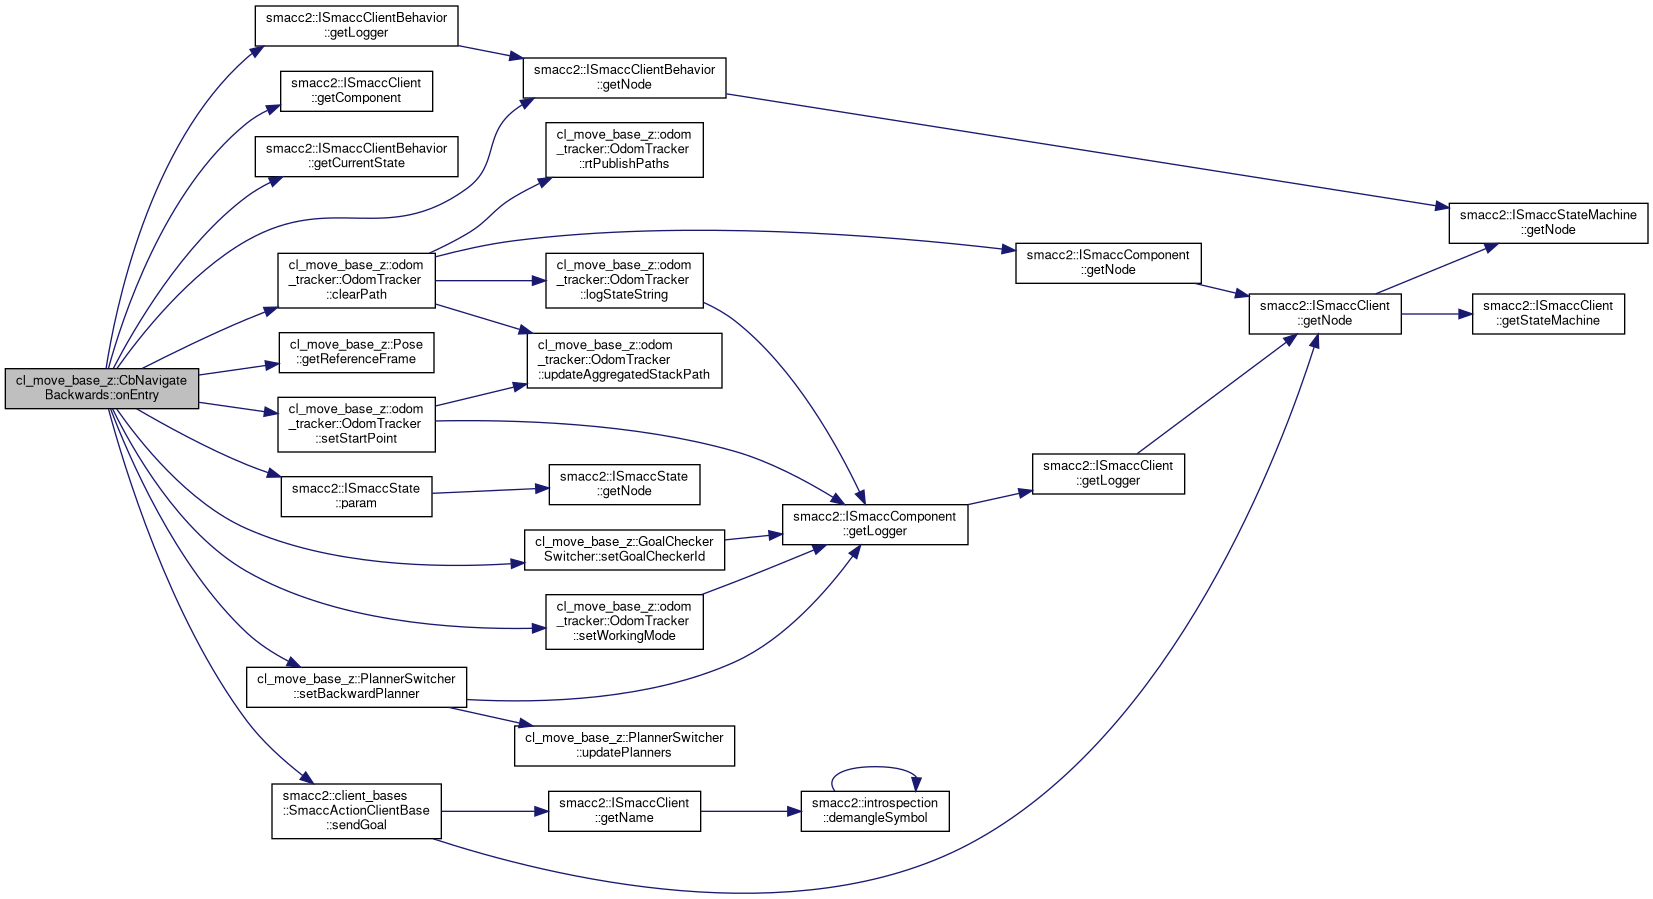 cl_move_base_z::CbNavigate
Backwards::onEntry
smacc2::ISmaccClientBehavior
::getLogger
smacc2::ISmaccClient
::getComponent
smacc2::ISmaccClientBehavior
::getCurrentState
cl_move_base_z::odom
_tracker::OdomTracker
::clearPath
cl_move_base_z::Pose
::getReferenceFrame
cl_move_base_z::odom
_tracker::OdomTracker
::setStartPoint
smacc2::ISmaccState
::param
cl_move_base_z::PlannerSwitcher
::setBackwardPlanner
smacc2::client_bases
::SmaccActionClientBase
::sendGoal
smacc2::ISmaccClientBehavior
::getNode
cl_move_base_z::odom
_tracker::OdomTracker
::rtPublishPaths
cl_move_base_z::odom
_tracker::OdomTracker
::logStateString
cl_move_base_z::odom
_tracker::OdomTracker
::updateAggregatedStackPath
smacc2::ISmaccState
::getNode
cl_move_base_z::GoalChecker
Switcher::setGoalCheckerId
cl_move_base_z::odom
_tracker::OdomTracker
::setWorkingMode
cl_move_base_z::PlannerSwitcher
::updatePlanners
smacc2::ISmaccClient
::getName
smacc2::ISmaccComponent
::getLogger
smacc2::introspection
::demangleSymbol
smacc2::ISmaccComponent
::getNode
smacc2::ISmaccClient
::getLogger
smacc2::ISmaccClient
::getNode
smacc2::ISmaccStateMachine
::getNode
smacc2::ISmaccClient
::getStateMachine